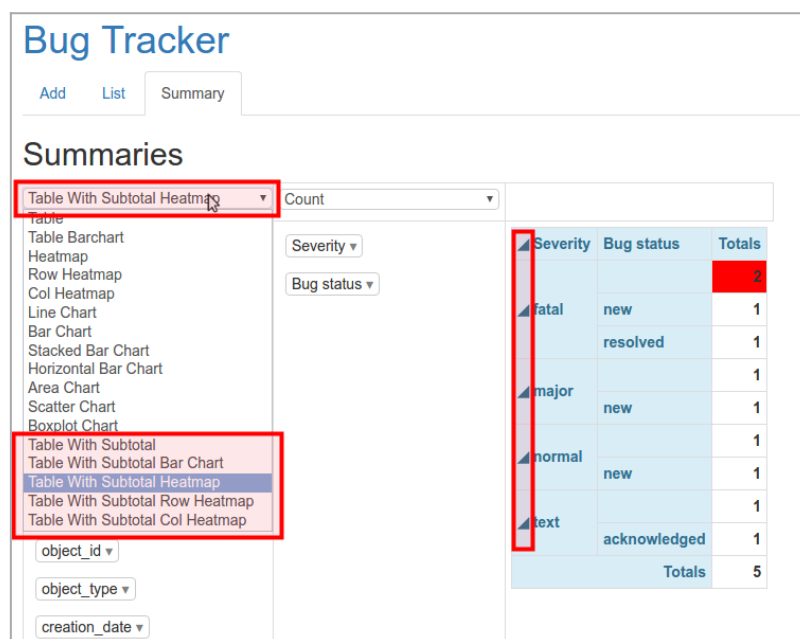 Bug Tracker
Add List Summary
Summaries
Table With Subtotal Heatmap Count
Table
Table Barchart
Heatmap
Row Heatmap
Col Heatmap
Line Chart
Bar Chart
Stacked Bar Chart
Horizontal Bar Chart
Area Chart
Scatter Chart
Boxplot Chart
Table With Subtotal
Table With Subtotal Bar Chart
Table With Subtotal Heatmap
Table With Subtotal Row Heatmap
Table With Subtotal Col Heatmap
object_id
object_type
creation_date
Severity
Bug status
Severity Bug status Totals
2
fatal new 1
resolved 1
1
major
new 1
1
normal
new 1
1
text
acknowledged 1
Totals 5